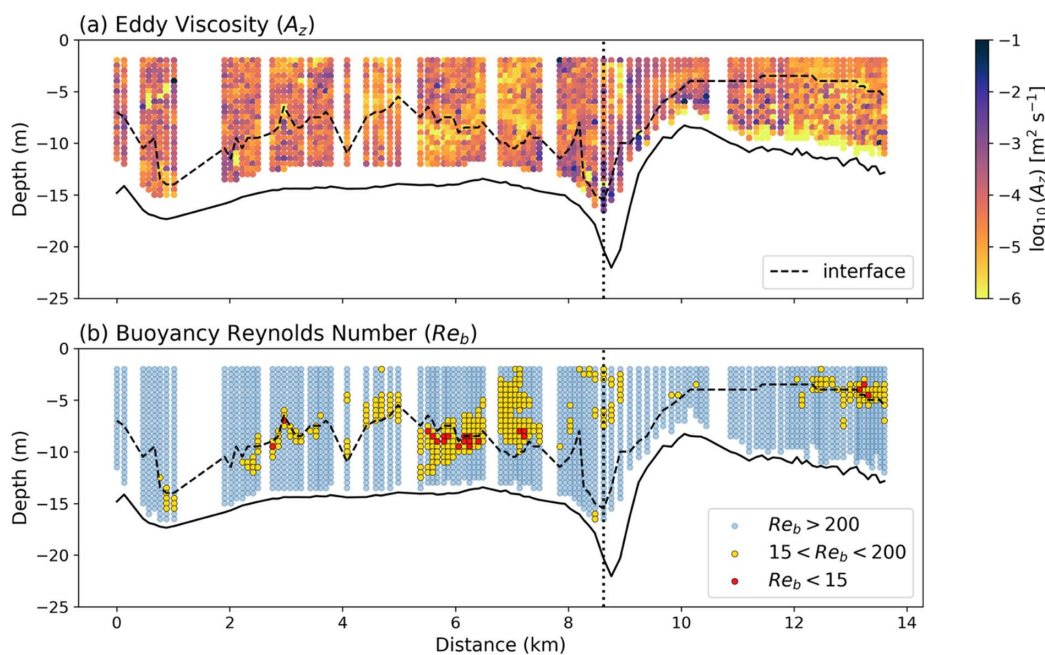 (a) Eddy Viscosity (A_z)
0
−5
−10
−15
−20
−25
Depth (m)
interface
−1
−2
−3
−4
−5
−6
log₁₀(A_z) [m² s⁻¹]
(b) Buoyancy Reynolds Number (Re_b)
0
−5
−10
−15
−20
−25
Depth (m)
Re_b > 200
15 < Re_b < 200
Re_b < 15
0 2 4 6 8 10 12 14
Distance (km)